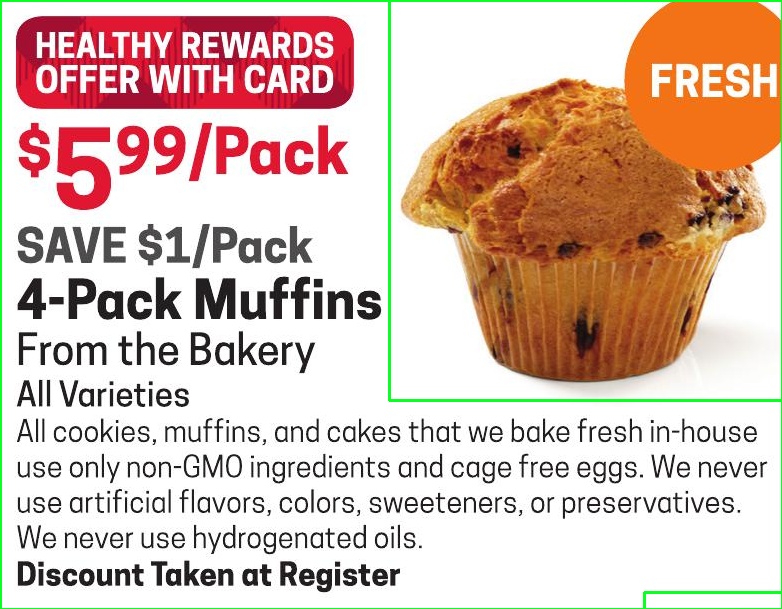 HEALTHY REWARDS
OFFER WITH CARD
$5.99/Pack
SAVE $1/Pack
4-Pack Muffins
From the Bakery
All Varieties
All cookies, muffins, and cakes that we bake fresh in-house
use only non-GMO ingredients and cage free eggs. We never
use artificial flavors, colors, sweeteners, or preservatives.
We never use hydrogenated oils.
Discount Taken at Register
FRESH